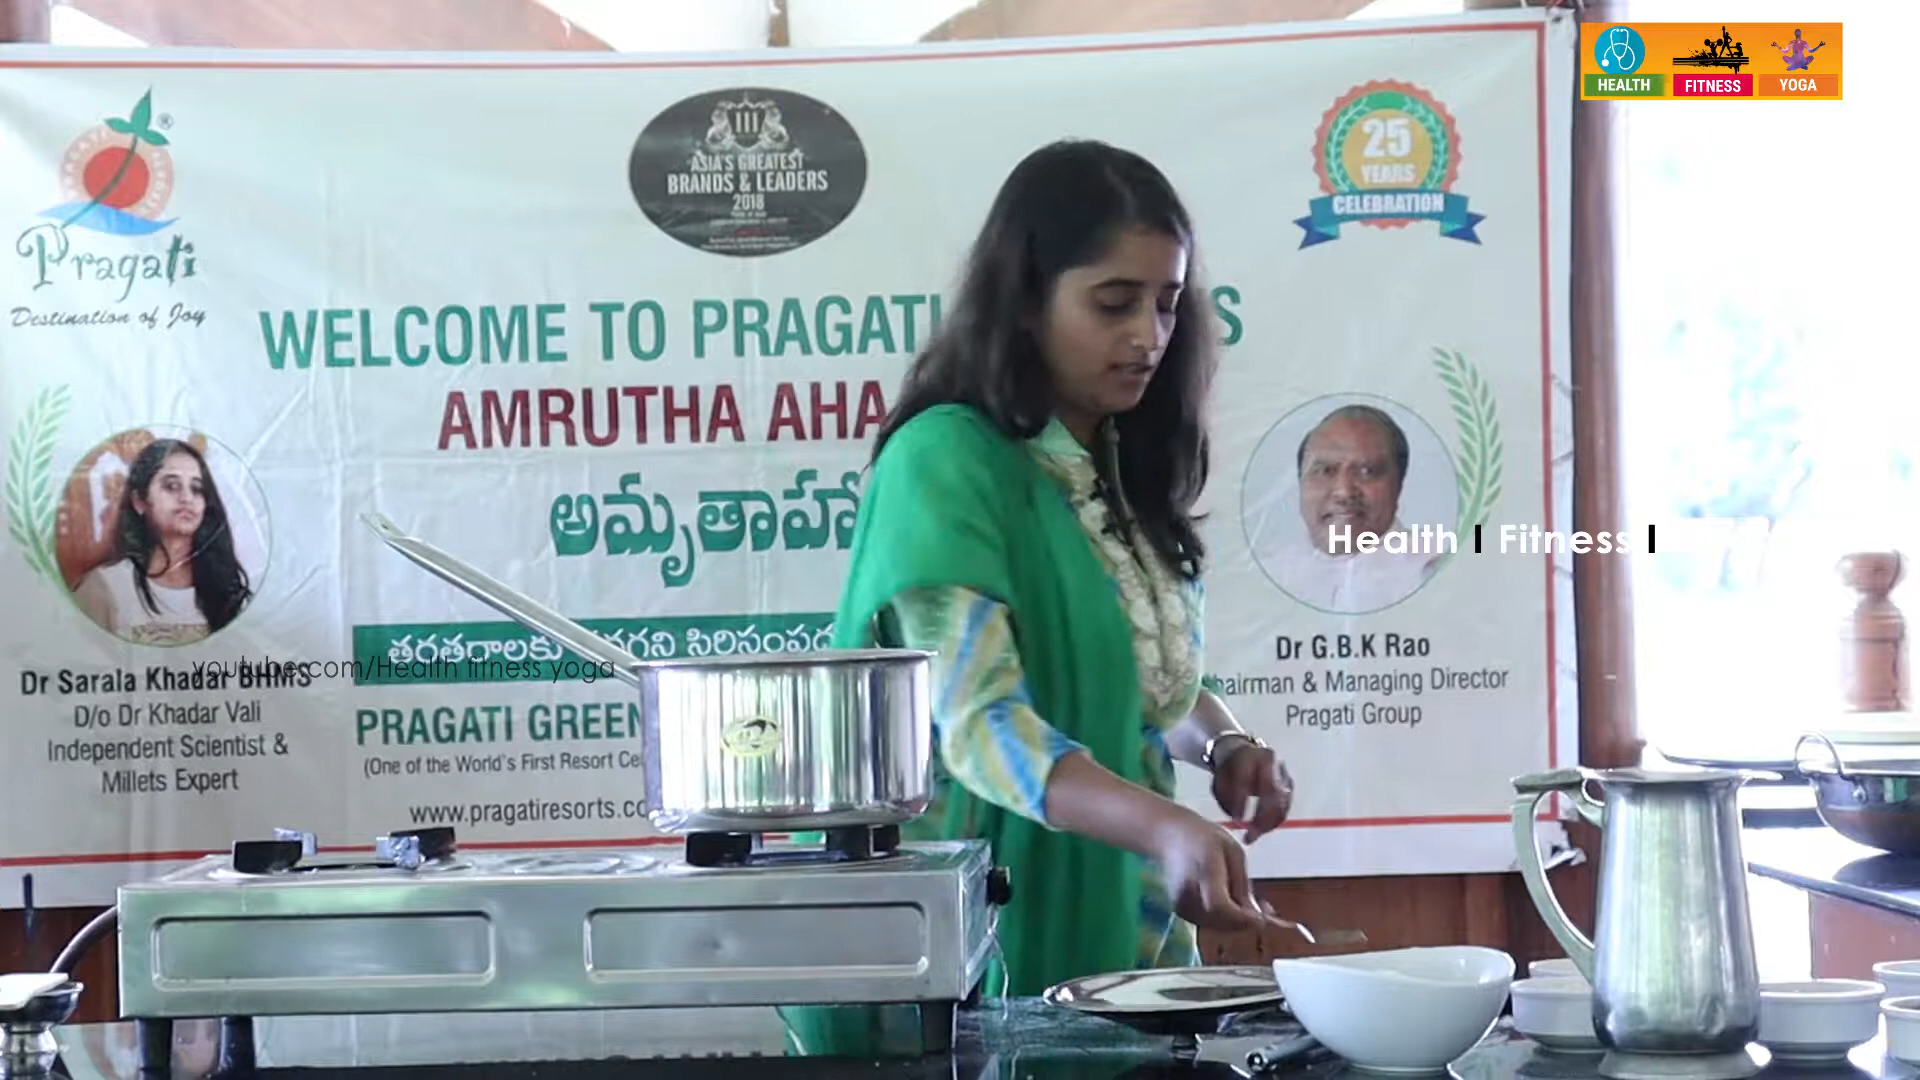 HEALTH
FITNESS
YOGA
Pragati
Destination of Joy
ASIA'S GREATEST
BRANDS & LEADERS
2018
25
YEARS
CELEBRATION
WELCOME TO PRAGATI S
AMRUTHA AHA
అమృతాహా
తరతరాలకు తరగని సిరిసంపద
PRAGATI GREEN
(One of the World's First Resort Ce
www.pragatiresorts.co
Dr Sarala Khadar BHMS
D/o Dr Khadar Vali
Independent Scientist &
Millets Expert
Dr G.B.K Rao
Chairman & Managing Director
Pragati Group
youtube.com/Health fitness yoga
Health I Fitness I